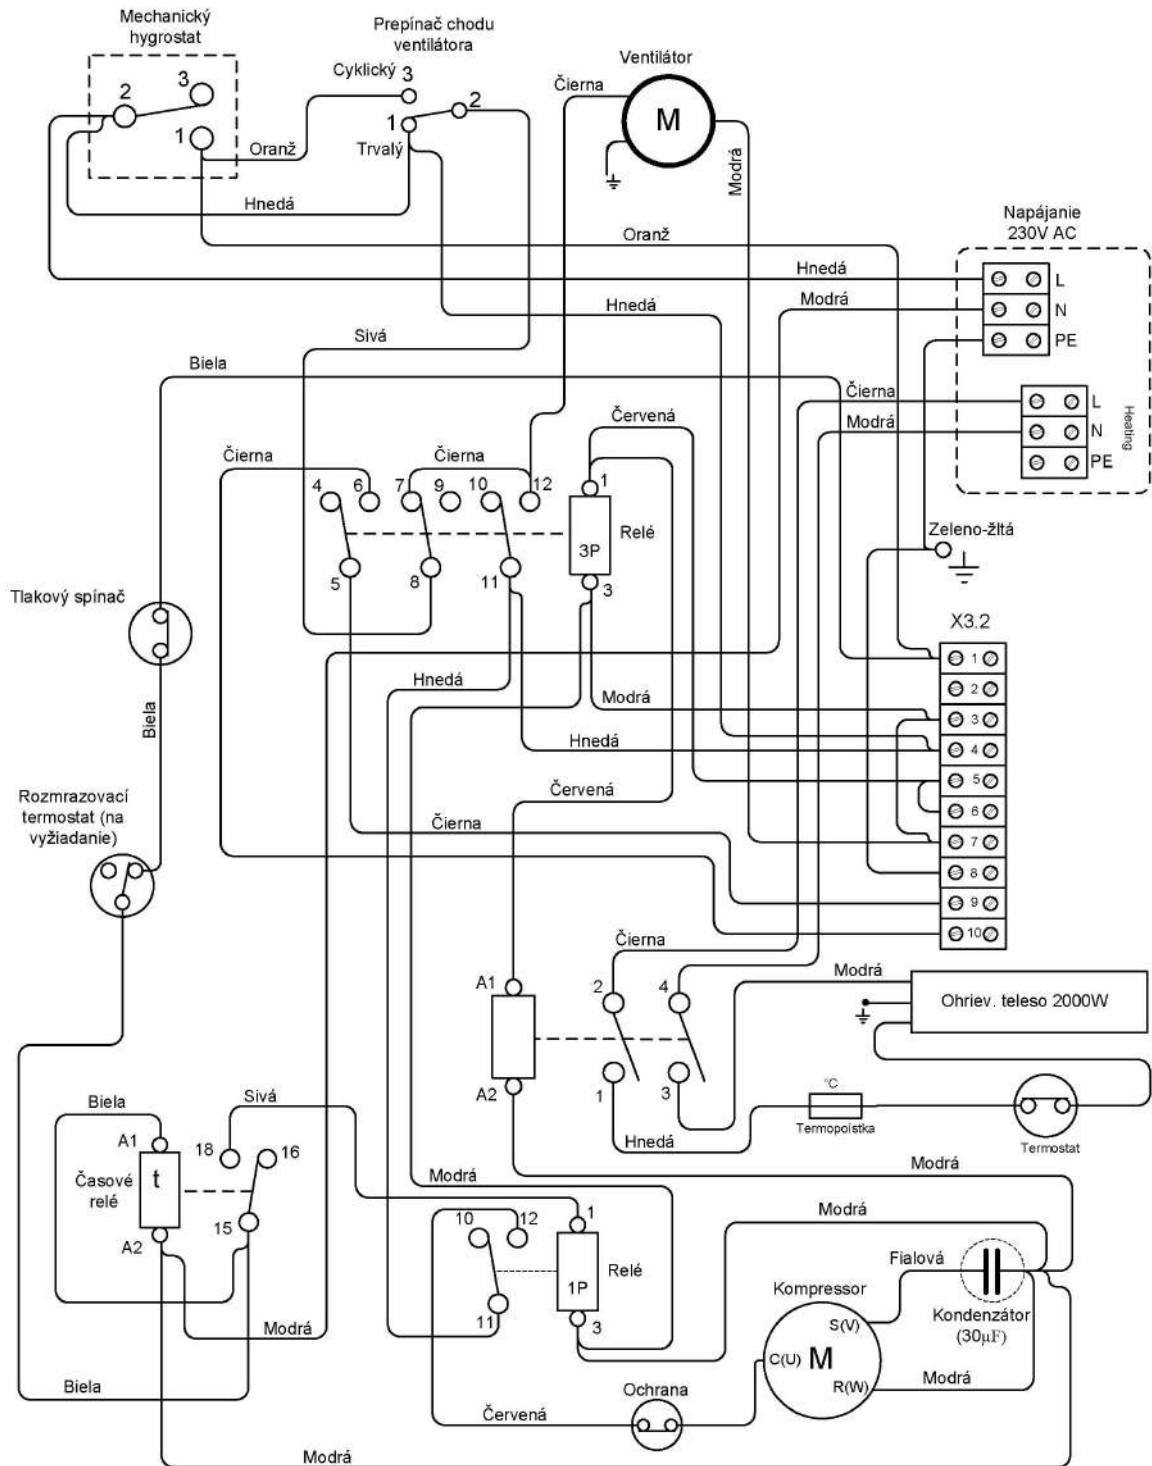 Mechanický
hygrostat
Prepínač chodu
ventilátora
Ventilátor
Cyklický 3
Čierna
2
3
2
1
1
M
Oranž
Trvalý
Modrá
Hnedá
Napájanie
230V AC
Oranž
Hnedá
L
Modrá
Hnedá
N
Sivá
PE
Biela
Čierna
L
Červená
Modrá
N
Heating
Čierna
Čierna
PE
4
6
7
9
10
12
1
Relé
3P
Zeleno-žltá
5
8
11
3
Tlakový spínač
X3.2
1
Hnedá
2
Modrá
3
Biela
Hnedá
4
5
Rozmrazovací
termostat (na
vyžiadanie)
Červená
6
Čierna
7
8
9
10
Čierna
A1
2
4
Modrá
Ohriev. teleso 2000W
A2
1
3
°C
Termopoistka
Biela
Sivá
Hnedá
Termostat
A1
18
16
Modrá
Modrá
Časové
relé
t
15
A2
10
12
1
Modrá
Fialová
Relé
1P
Kompressor
Kondenzátor
(30µF)
11
3
Modrá
S(V)
C(U)
M
R(W)
Modrá
Biela
Ochrana
Červená
Modrá